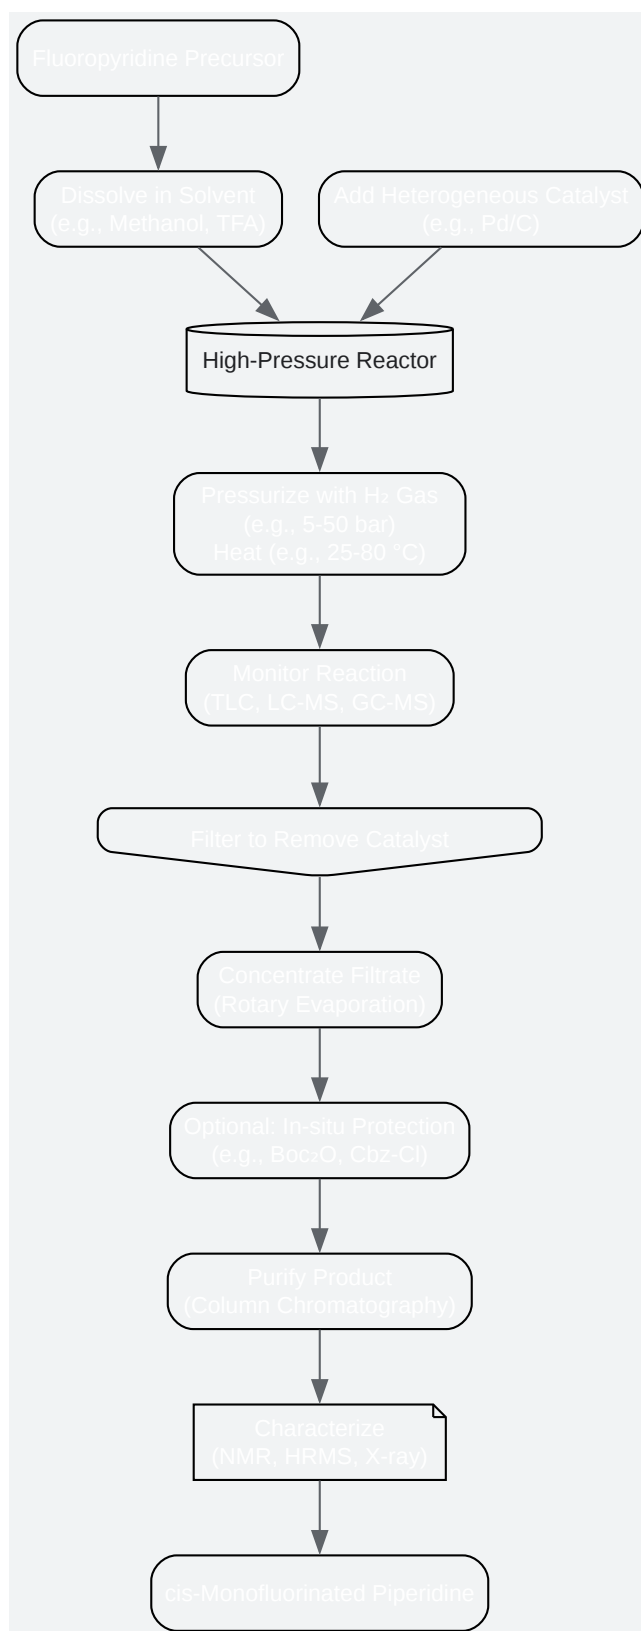 Fluoropyridine Precursor
Dissolve in Solvent
(e.g., Methanol, TFA)
Add Heterogeneous Catalyst
(e.g., Pd/C)
High-Pressure Reactor
Pressurize with H₂ Gas
(e.g., 5-50 bar)
Heat (e.g., 25-80 °C)
Monitor Reaction
(TLC, LC-MS, GC-MS)
Filter to Remove Catalyst
Concentrate Filtrate
(Rotary Evaporation)
Optional: In-situ Protection
(e.g., Boc₂O, Cbz-Cl)
Purify Product
(Column Chromatography)
Characterize
(NMR, HRMS, X-ray)
cis-Monofluorinated Piperidine